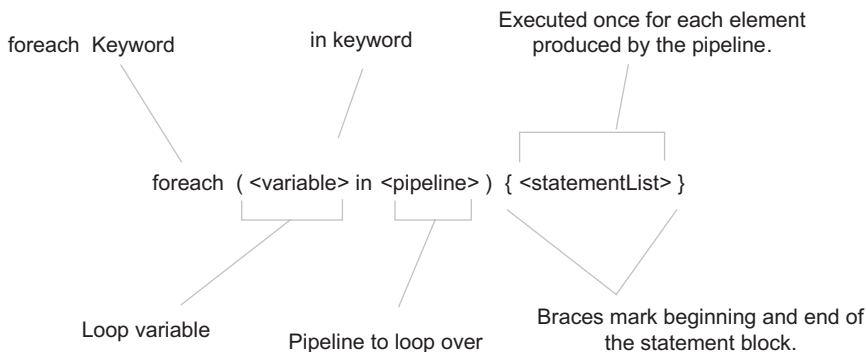 Executed once for each element
produced by the pipeline.
foreach Keyword
in keyword
foreach ( <variable> in <pipeline> ) { <statementList> }
Loop variable
Pipeline to loop over
Braces mark beginning and end of
the statement block.